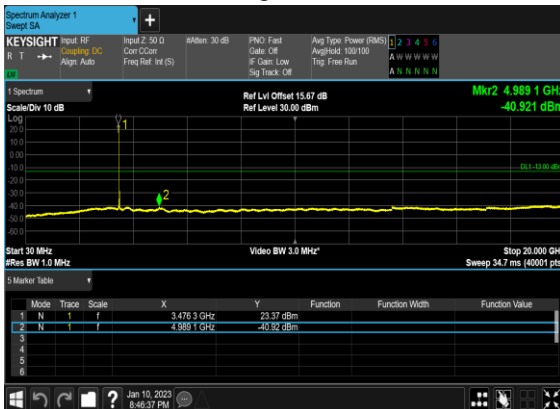 Spectrum Analyzer 1
Swept SA
KEYSIGHT Input: RF Input Z: 50 Ω #Atten: 30 dB PNO: Fast Avg Type: Power (RMS) 1 2 3 4 5 6
R T Coupling: DC Corr CCorr Gate: Off Avg|Hold: 100/100 A W W W W W
Align: Auto Freq Ref: Int (S) IF Gain: Low Trig: Free Run
Sig Track: Off A N N N N N
1 Spectrum Ref Lvl Offset 15.67 dB Mkr2 4.989 1 GHz
Scale/Div 10 dB Ref Level 30.00 dBm -40.921 dBm
Log
20.0
10.0
0.00
-10.0
-20.0
-30.0
-40.0
-50.0
-60.0
1
2
DL1 -13.00 dBm
Start 30 MHz Video BW 3.0 MHz* Stop 20.000 GH
#Res BW 1.0 MHz Sweep 34.7 ms (40001 pts
5 Marker Table
Mode Trace Scale X Y Function Function Width Function Value
1 N 1 f 3.476 3 GHz 23.37 dBm
2 N 1 f 4.989 1 GHz -40.92 dBm
3
4
5
6
? Jan 10, 2023
8:46:37 PM